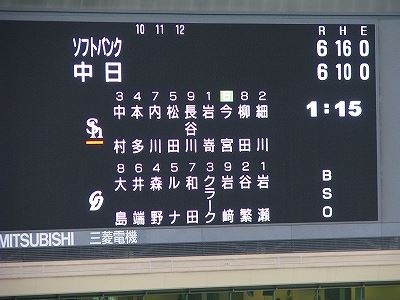 10 11 12
R H E
ソフトバンク 6 16 0
中日 6 10 0
1:15
3 4 7 5 9 1 6 8 2
中村
本多
内川
松田
長谷川
岩嵜
今宮
柳田
細川
Sh
8 6 4 5 7 3 9 2 1
大島
井端
森野
ルナ
和田
クラーク
岩﨑
谷繁
岩瀬
B
S
O
MITSUBISHI 三菱電機